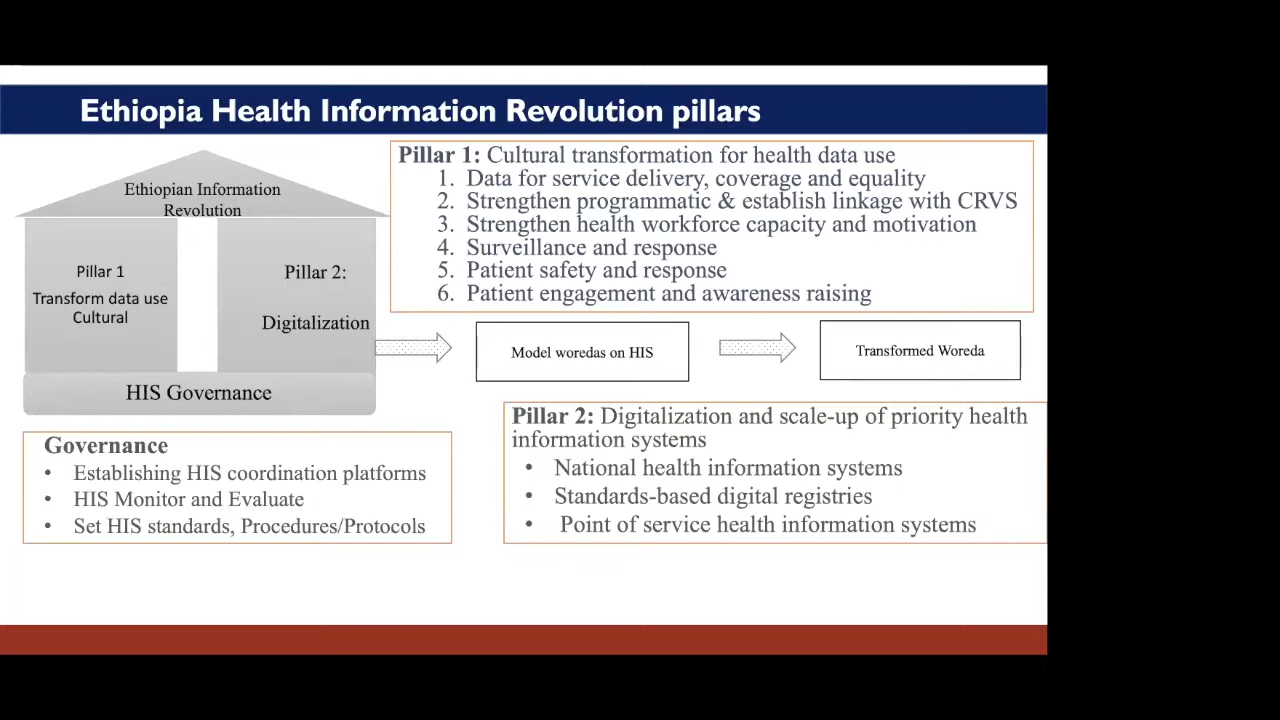 Ethiopia Health Information Revolution pillars
Ethiopian Information
Revolution
Pillar 1
Transform data use
Cultural
Pillar 2:
Digitalization
HIS Governance
Pillar 1: Cultural transformation for health data use
1. Data for service delivery, coverage and equality
2. Strengthen programmatic & establish linkage with CRVS
3. Strengthen health workforce capacity and motivation
4. Surveillance and response
5. Patient safety and response
6. Patient engagement and awareness raising
Model woredas on HIS
Transformed Woreda
Governance
• Establishing HIS coordination platforms
• HIS Monitor and Evaluate
• Set HIS standards, Procedures/Protocols
Pillar 2: Digitalization and scale-up of priority health
information systems
• National health information systems
• Standards-based digital registries
• Point of service health information systems